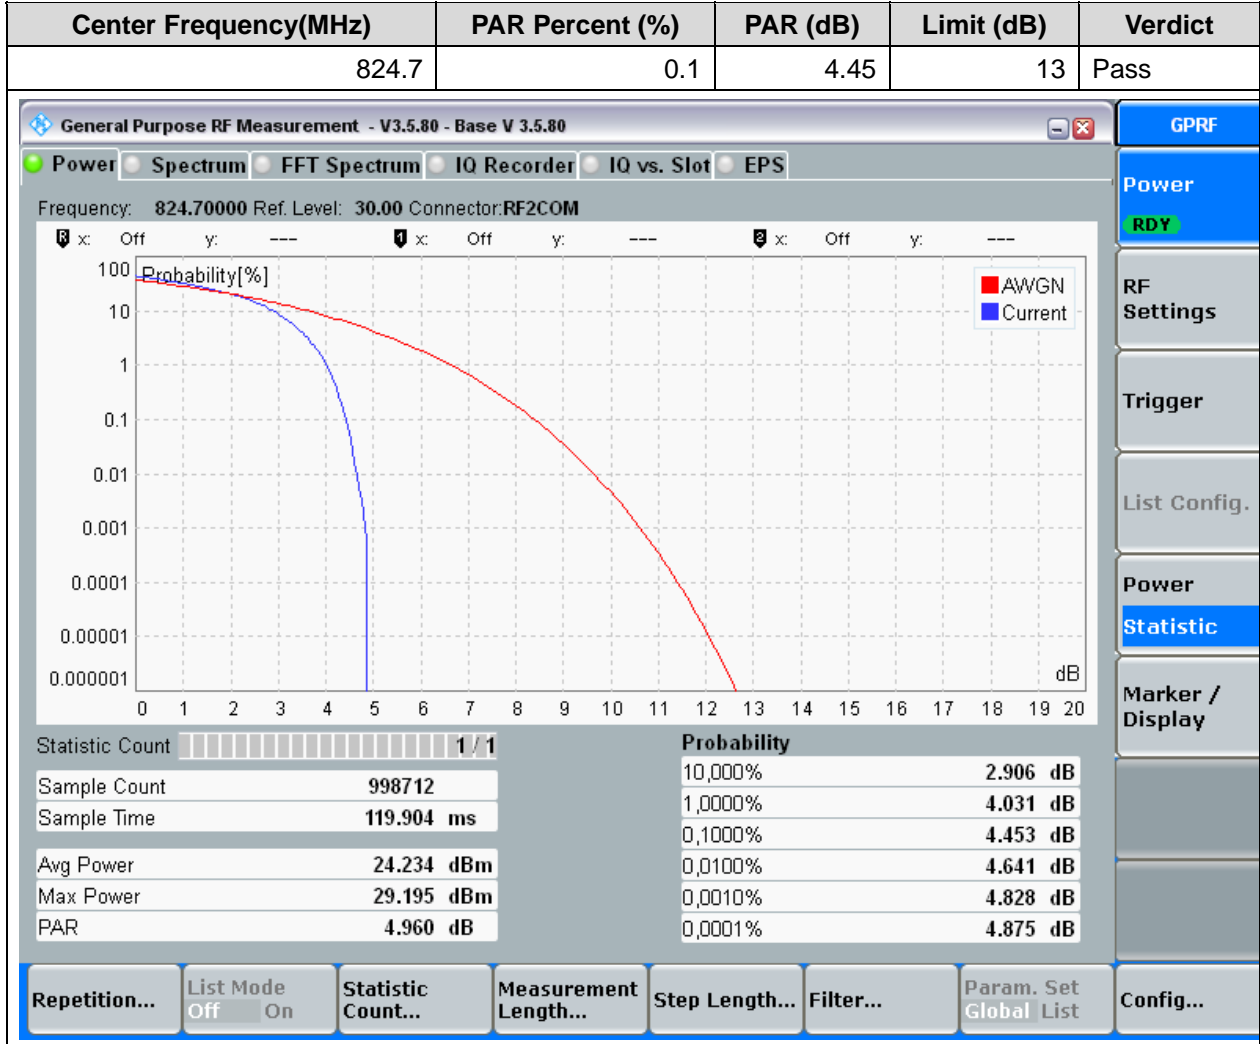 Center Frequency(MHz) PAR Percent (%) PAR (dB) Limit (dB) Verdict
824.7 0.1 4.45 13 Pass
General Purpose RF Measurement - V3.5.80 - Base V 3.5.80
GPRF
Power Spectrum FFT Spectrum IQ Recorder IQ vs. Slot EPS
Frequency: 824.70000 Ref. Level: 30.00 Connector:RF2COM
R x: Off y: --- 1 x: Off y: --- 2 x: Off y: ---
Probability[%]
AWGN
Current
100
10
1
0.1
0.01
0.001
0.0001
0.00001
0.000001
dB
0 1 2 3 4 5 6 7 8 9 10 11 12 13 14 15 16 17 18 19 20
Statistic Count 1 / 1
Sample Count 998712
Sample Time 119.904 ms
Avg Power 24.234 dBm
Max Power 29.195 dBm
PAR 4.960 dB
Probability
10,000% 2.906 dB
1,0000% 4.031 dB
0,1000% 4.453 dB
0,0100% 4.641 dB
0,0010% 4.828 dB
0,0001% 4.875 dB
Power
RDY
RF
Settings
Trigger
List Config.
Power
Statistic
Marker /
Display
Repetition...
List Mode
Off On
Statistic
Count...
Measurement
Length...
Step Length...
Filter...
Param. Set
Global List
Config...